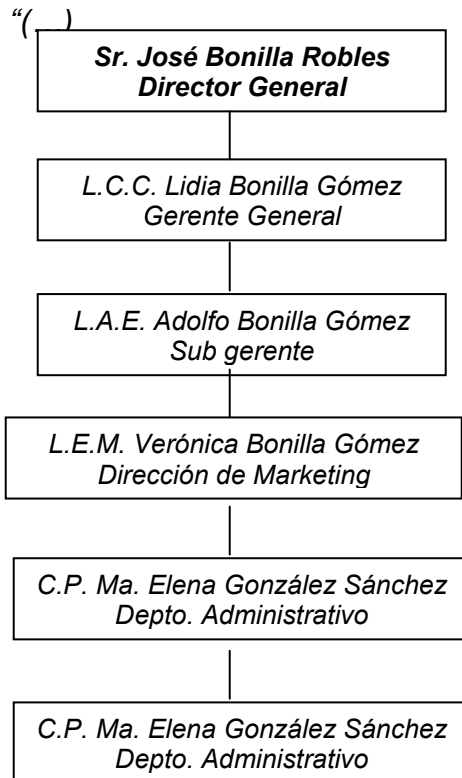 “(....)
Sr. José Bonilla Robles
Director General
L.C.C. Lidia Bonilla Gómez
Gerente General
L.A.E. Adolfo Bonilla Gómez
Sub gerente
L.E.M. Verónica Bonilla Gómez
Dirección de Marketing
C.P. Ma. Elena González Sánchez
Depto. Administrativo
C.P. Ma. Elena González Sánchez
Depto. Administrativo